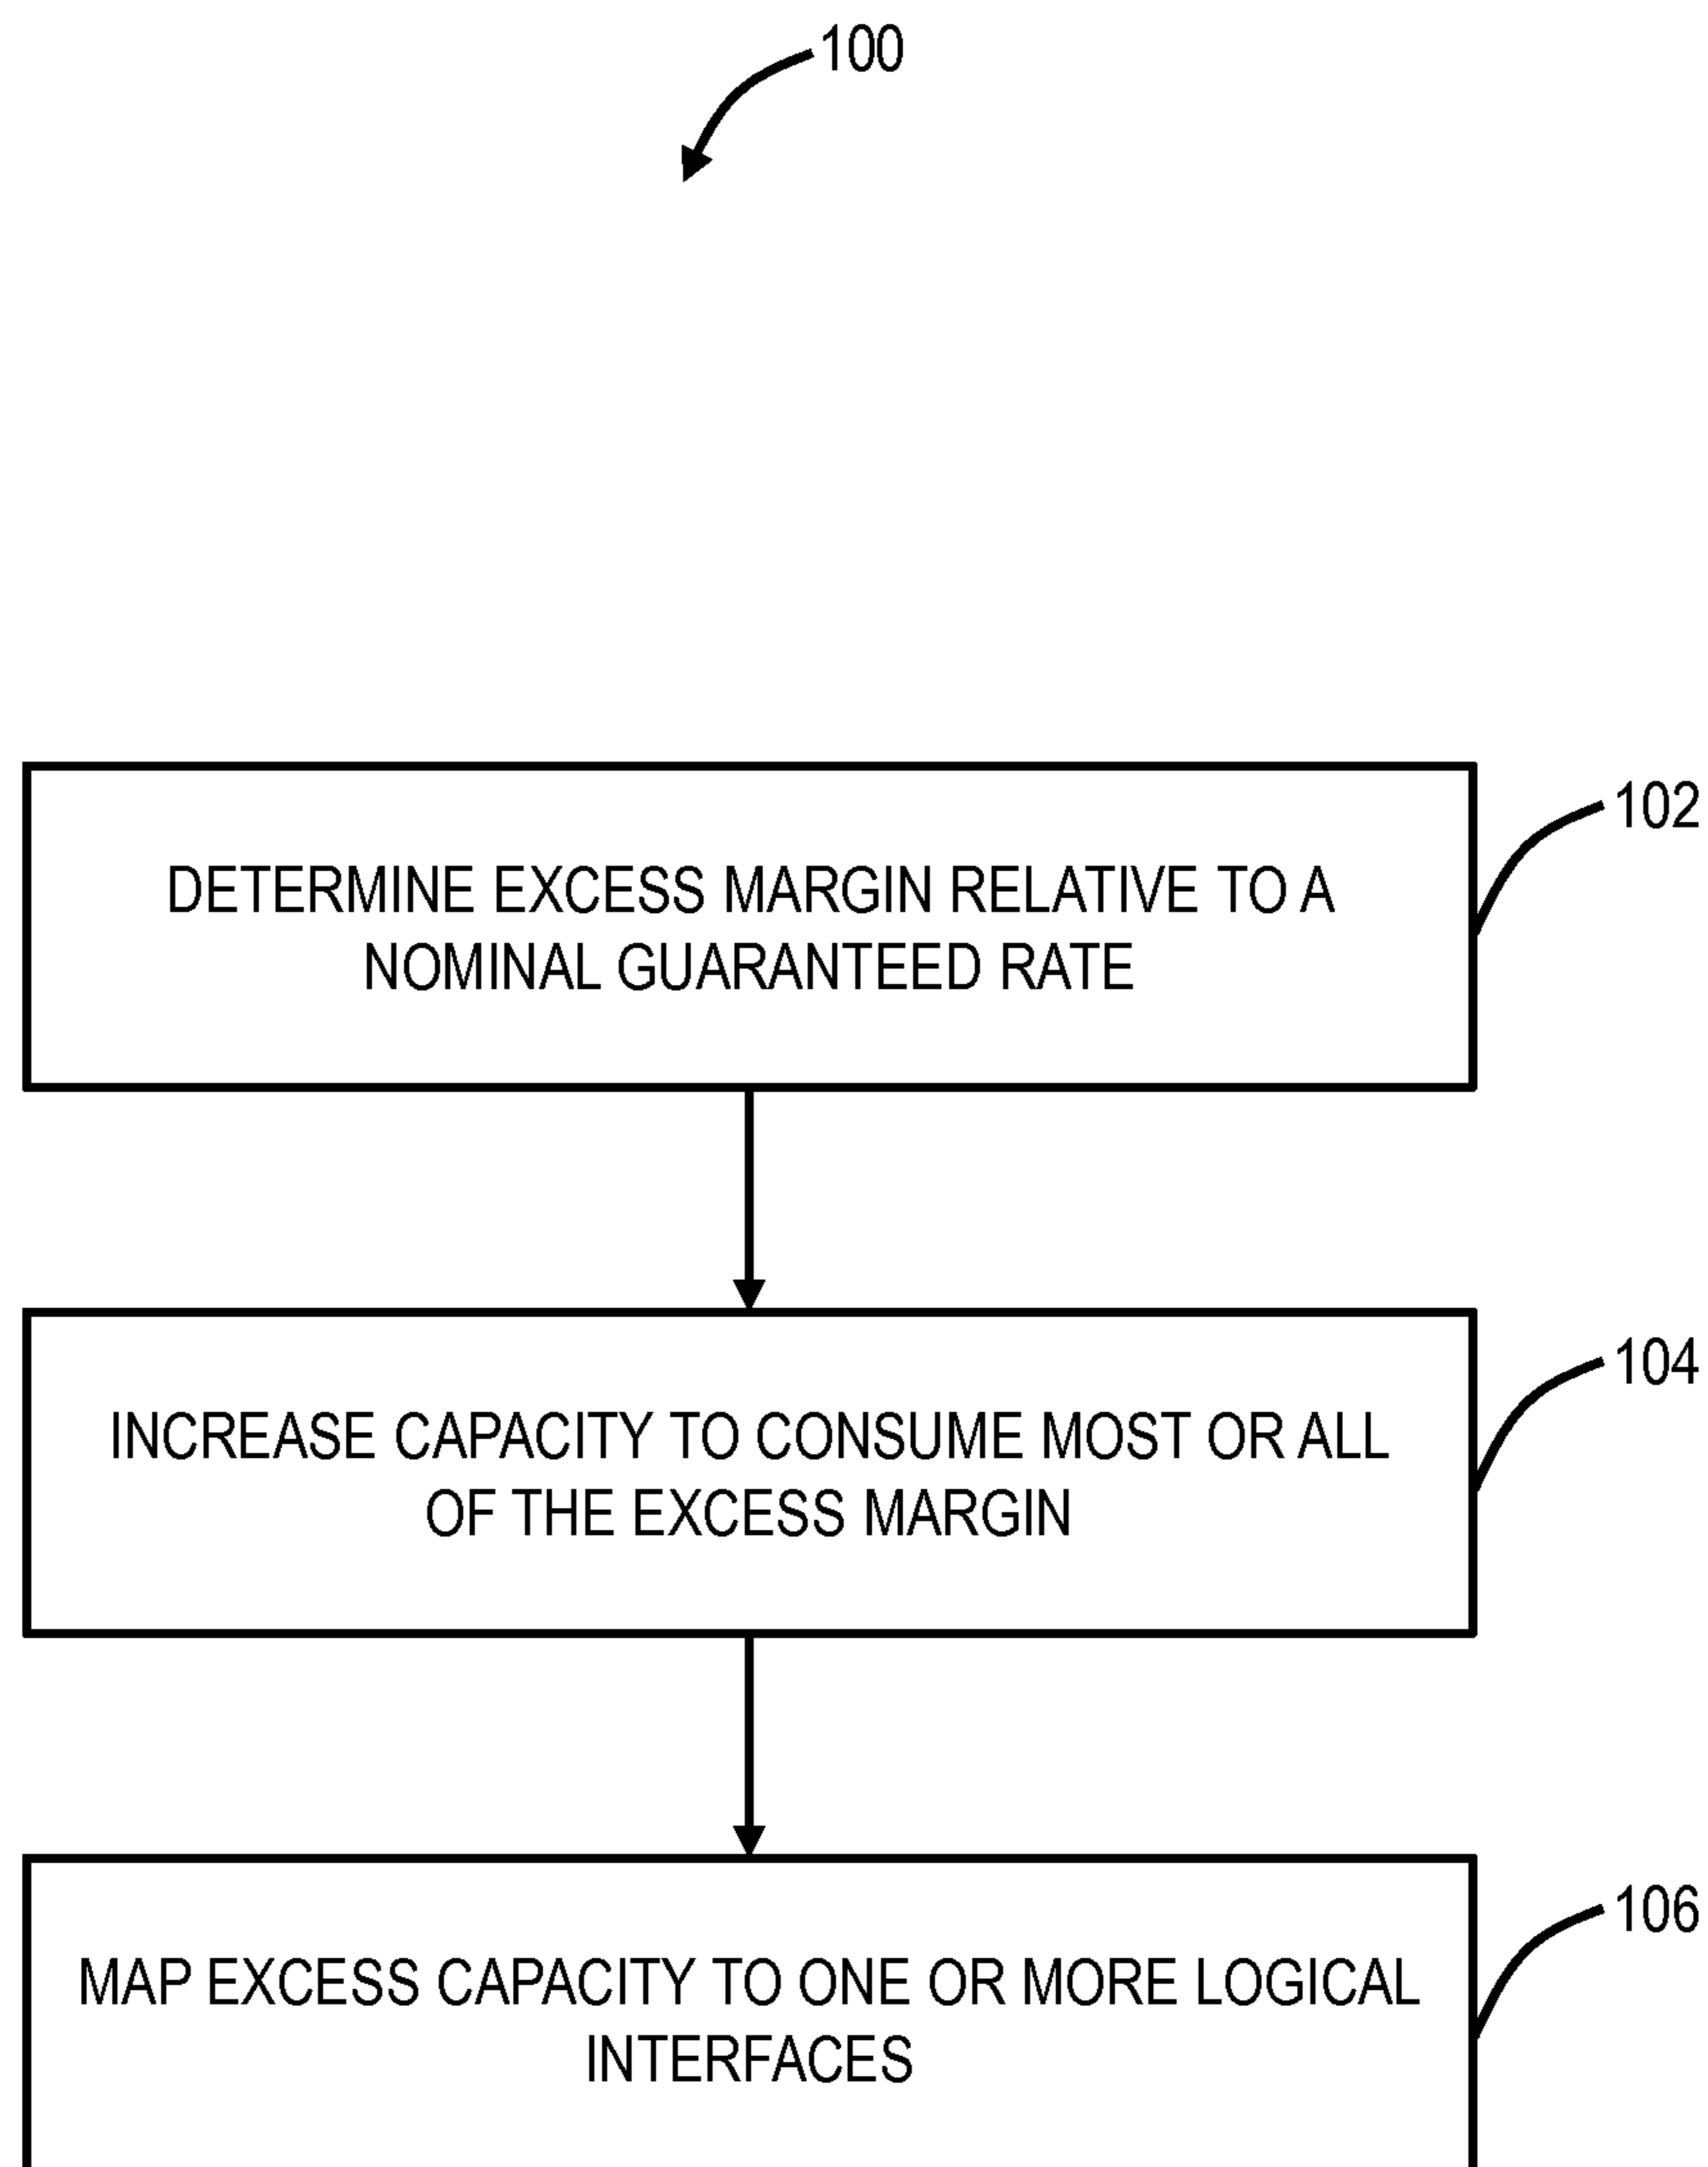 100
102
DETERMINE EXCESS MARGIN RELATIVE TO A
NOMINAL GUARANTEED RATE
104
INCREASE CAPACITY TO CONSUME MOST OR ALL
OF THE EXCESS MARGIN
106
MAP EXCESS CAPACITY TO ONE OR MORE LOGICAL
INTERFACES